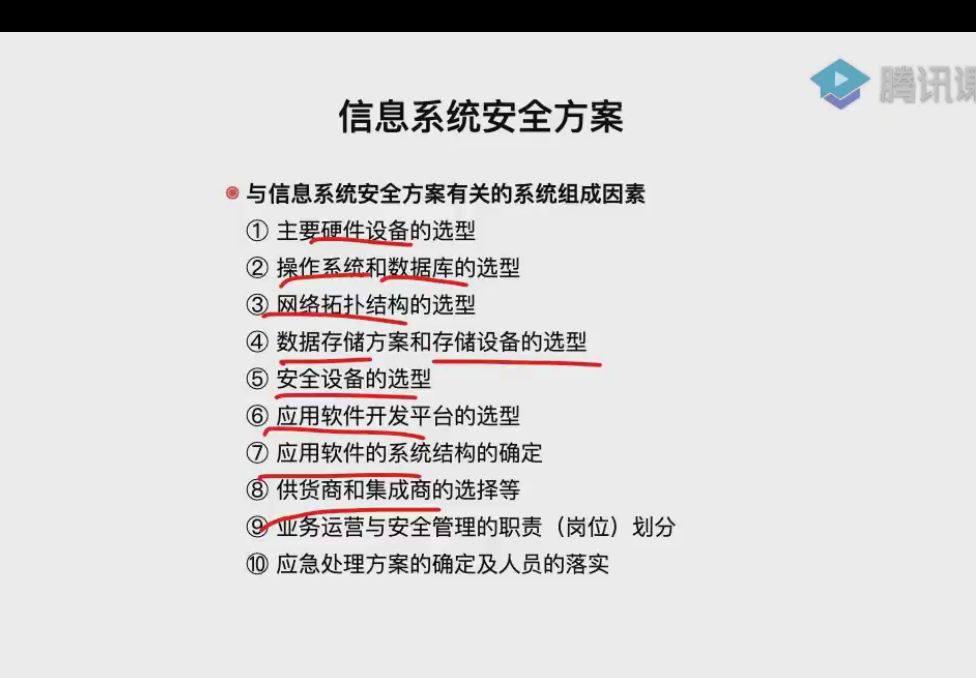 腾讯课
信息系统安全方案
与信息系统安全方案有关的系统组成因素
① 主要硬件设备的选型
② 操作系统和数据库的选型
③ 网络拓扑结构的选型
④ 数据存储方案和存储设备的选型
⑤ 安全设备的选型
⑥ 应用软件开发平台的选型
⑦ 应用软件的系统结构的确定
⑧ 供货商和集成商的选择等
⑨ 业务运营与安全管理的职责（岗位）划分
⑩ 应急处理方案的确定及人员的落实